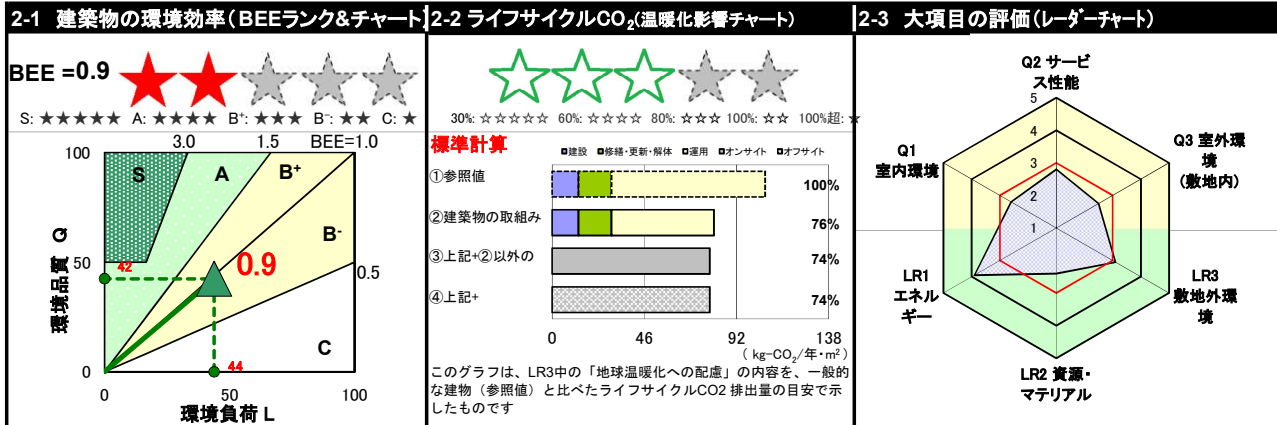 2-1 建築物の環境効率(BEEランク&チャート)
BEE =0.9
S: ★★★★★ A: ★★★★ B⁺: ★★★ B⁻: ★★ C: ★
3.0 1.5 BEE=1.0
100
S
A
B⁺
B⁻
50
42
0.9
0.5
C
44
0
0 50 100
環境品質 Q
環境負荷 L
2-2 ライフサイクルCO₂(温暖化影響チャート)
30%: ☆☆☆☆☆ 60%: ☆☆☆☆ 80%: ☆☆☆ 100%: ☆☆ 100%超: ☆
標準計算
■建設 ■修繕・更新・解体 □運用 ■オンサイト ■オフサイト
①参照値 100%
②建築物の取組み 76%
③上記+②以外の 74%
④上記+ 74%
0 46 92 138
( kg-CO₂/年・m²)
このグラフは、LR3中の「地球温暖化への配慮」の内容を、一般的
な建物(参照値)と比べたライフサイクルCO2 排出量の目安で示
したものです
2-3 大項目の評価(レーダーチャート)
Q2 サービ
ス性能
5
4
3
2
1
Q1
室内環境
Q3 室外環
境
(敷地内)
LR1
エネル
ギー
LR3
敷地外環
境
LR2 資源・
マテリアル